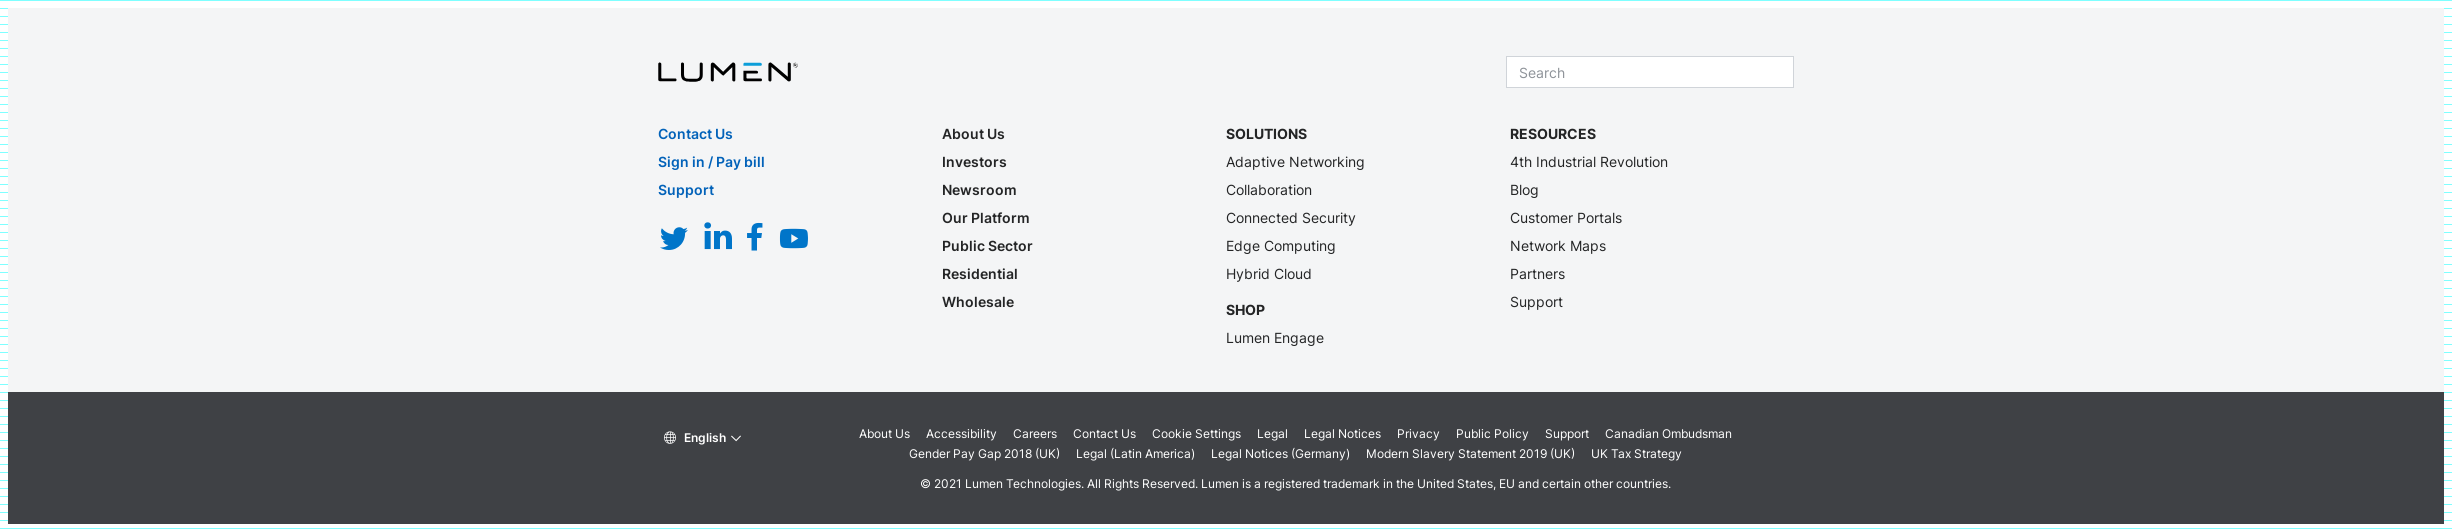 LUMEN®
Search
Contact Us
Sign in / Pay bill
Support
About Us
Investors
Newsroom
Our Platform
Public Sector
Residential
Wholesale
SOLUTIONS
Adaptive Networking
Collaboration
Connected Security
Edge Computing
Hybrid Cloud
SHOP
Lumen Engage
RESOURCES
4th Industrial Revolution
Blog
Customer Portals
Network Maps
Partners
Support
English
About Us Accessibility Careers Contact Us Cookie Settings Legal Legal Notices Privacy Public Policy Support Canadian Ombudsman
Gender Pay Gap 2018 (UK) Legal (Latin America) Legal Notices (Germany) Modern Slavery Statement 2019 (UK) UK Tax Strategy
© 2021 Lumen Technologies. All Rights Reserved. Lumen is a registered trademark in the United States, EU and certain other countries.